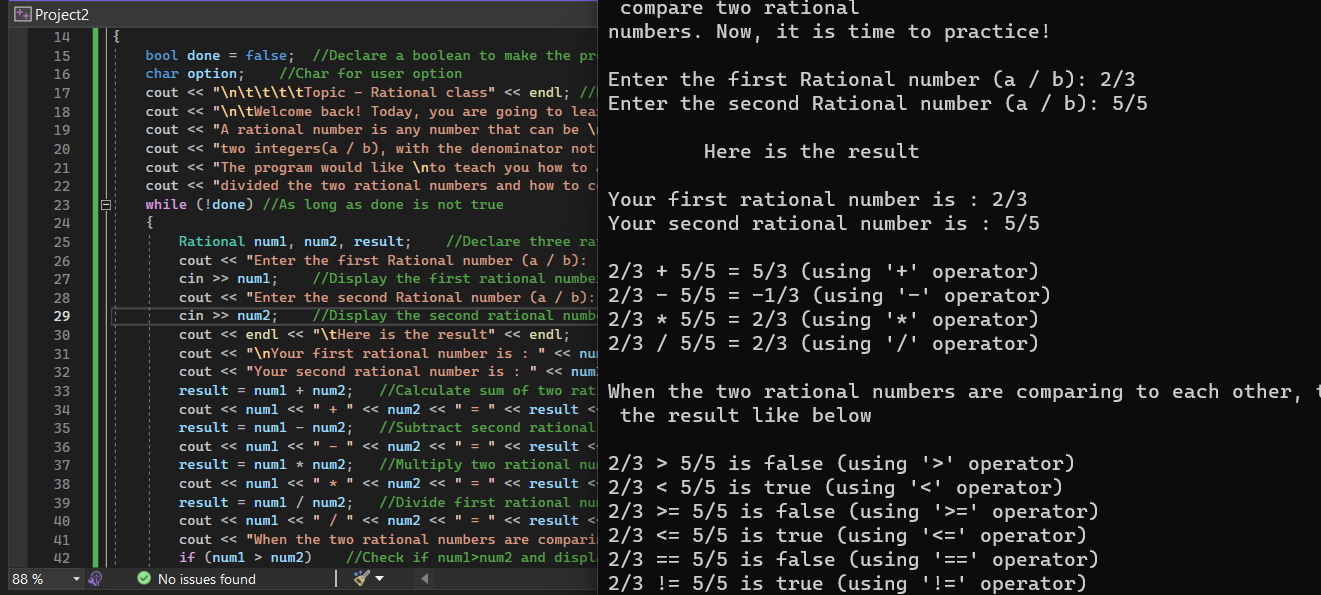 Project2
14 {
15 bool done = false; //Declare a boolean to make the
16 char option; //Char for user option
17 cout << "\n\t\t\t\tTopic - Rational class" << endl; //
18 cout << "\n\tWelcome back! Today, you are going to
19 cout << "A rational number is any number that can be \
20 cout << "two integers(a / b), with the denominator not
21 cout << "The program would like \nto teach you how to
22 cout << "divided the two rational numbers and how to
23 while (!done) //As long as done is not true
24 {
25 Rational num1, num2, result; //Declare three
26 cout << "Enter the first Rational number (a / b):
27 cin >> num1; //Display the first rational
28 cout << "Enter the second Rational number (a / b):
29 cin >> num2; //Display the second rational
30 cout << endl << "\tHere is the result" << endl;
31 cout << "\nYour first rational number is : " <<
32 cout << "Your second rational number is : " <<
33 result = num1 + num2; //Calculate sum of two
34 cout << num1 << " + " << num2 << " = " << result <
35 result = num1 - num2; //Subtract second rational
36 cout << num1 << " - " << num2 << " = " << result <
37 result = num1 * num2; //Multiply two rational
38 cout << num1 << " * " << num2 << " = " << result <
39 result = num1 / num2; //Divide first rational
40 cout << num1 << " / " << num2 << " = " << result <
41 cout << "When the two rational numbers are
42 if (num1 > num2) //Check if num1>num2 and
88 % No issues found
compare two rational
numbers. Now, it is time to practice!
Enter the first Rational number (a / b): 2/3
Enter the second Rational number (a / b): 5/5
Here is the result
Your first rational number is : 2/3
Your second rational number is : 5/5
2/3 + 5/5 = 5/3 (using '+' operator)
2/3 - 5/5 = -1/3 (using '-' operator)
2/3 * 5/5 = 2/3 (using '*' operator)
2/3 / 5/5 = 2/3 (using '/' operator)
When the two rational numbers are comparing to each other,
the result like below
2/3 > 5/5 is false (using '>' operator)
2/3 < 5/5 is true (using '<' operator)
2/3 >= 5/5 is false (using '>=' operator)
2/3 <= 5/5 is true (using '<=' operator)
2/3 == 5/5 is false (using '==' operator)
2/3 != 5/5 is true (using '!=' operator)